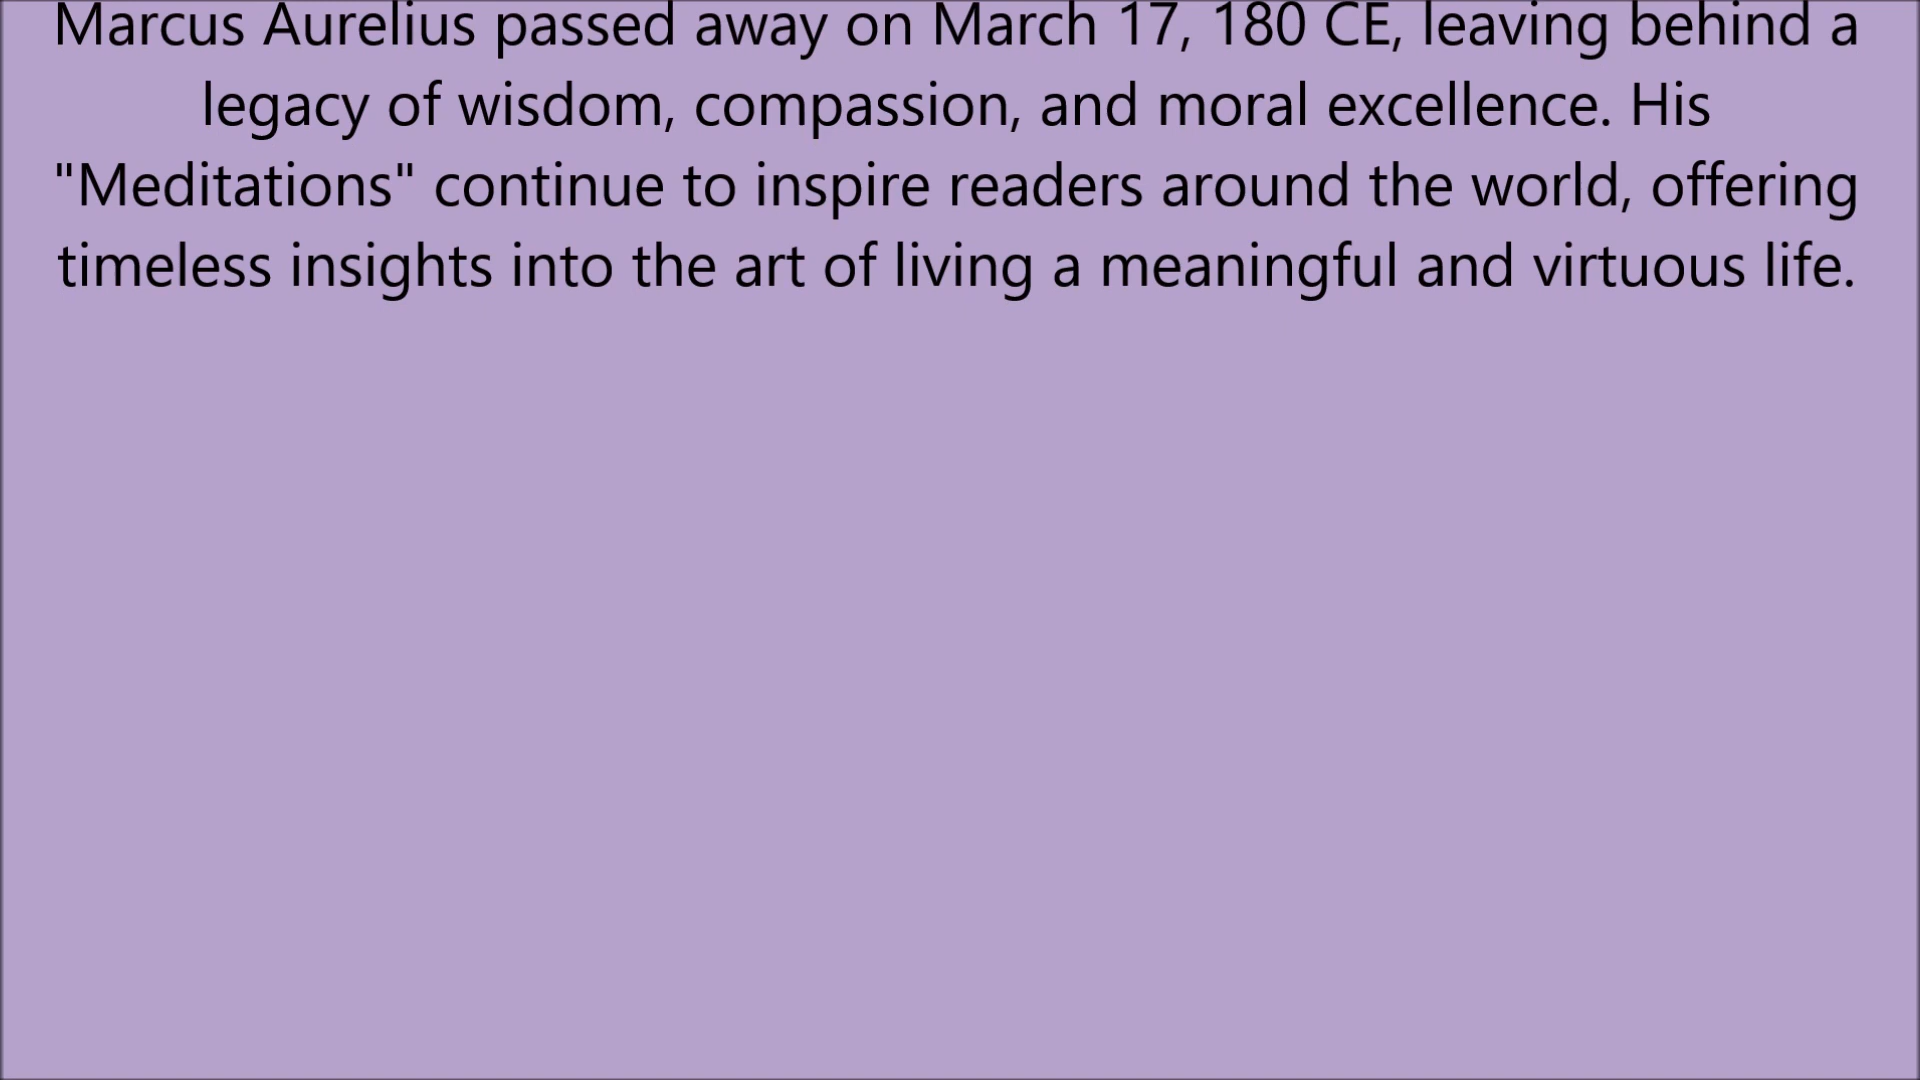 Marcus Aurelius passed away on March 17, 180 CE, leaving behind a
legacy of wisdom, compassion, and moral excellence. His
"Meditations" continue to inspire readers around the world, offering
timeless insights into the art of living a meaningful and virtuous life.